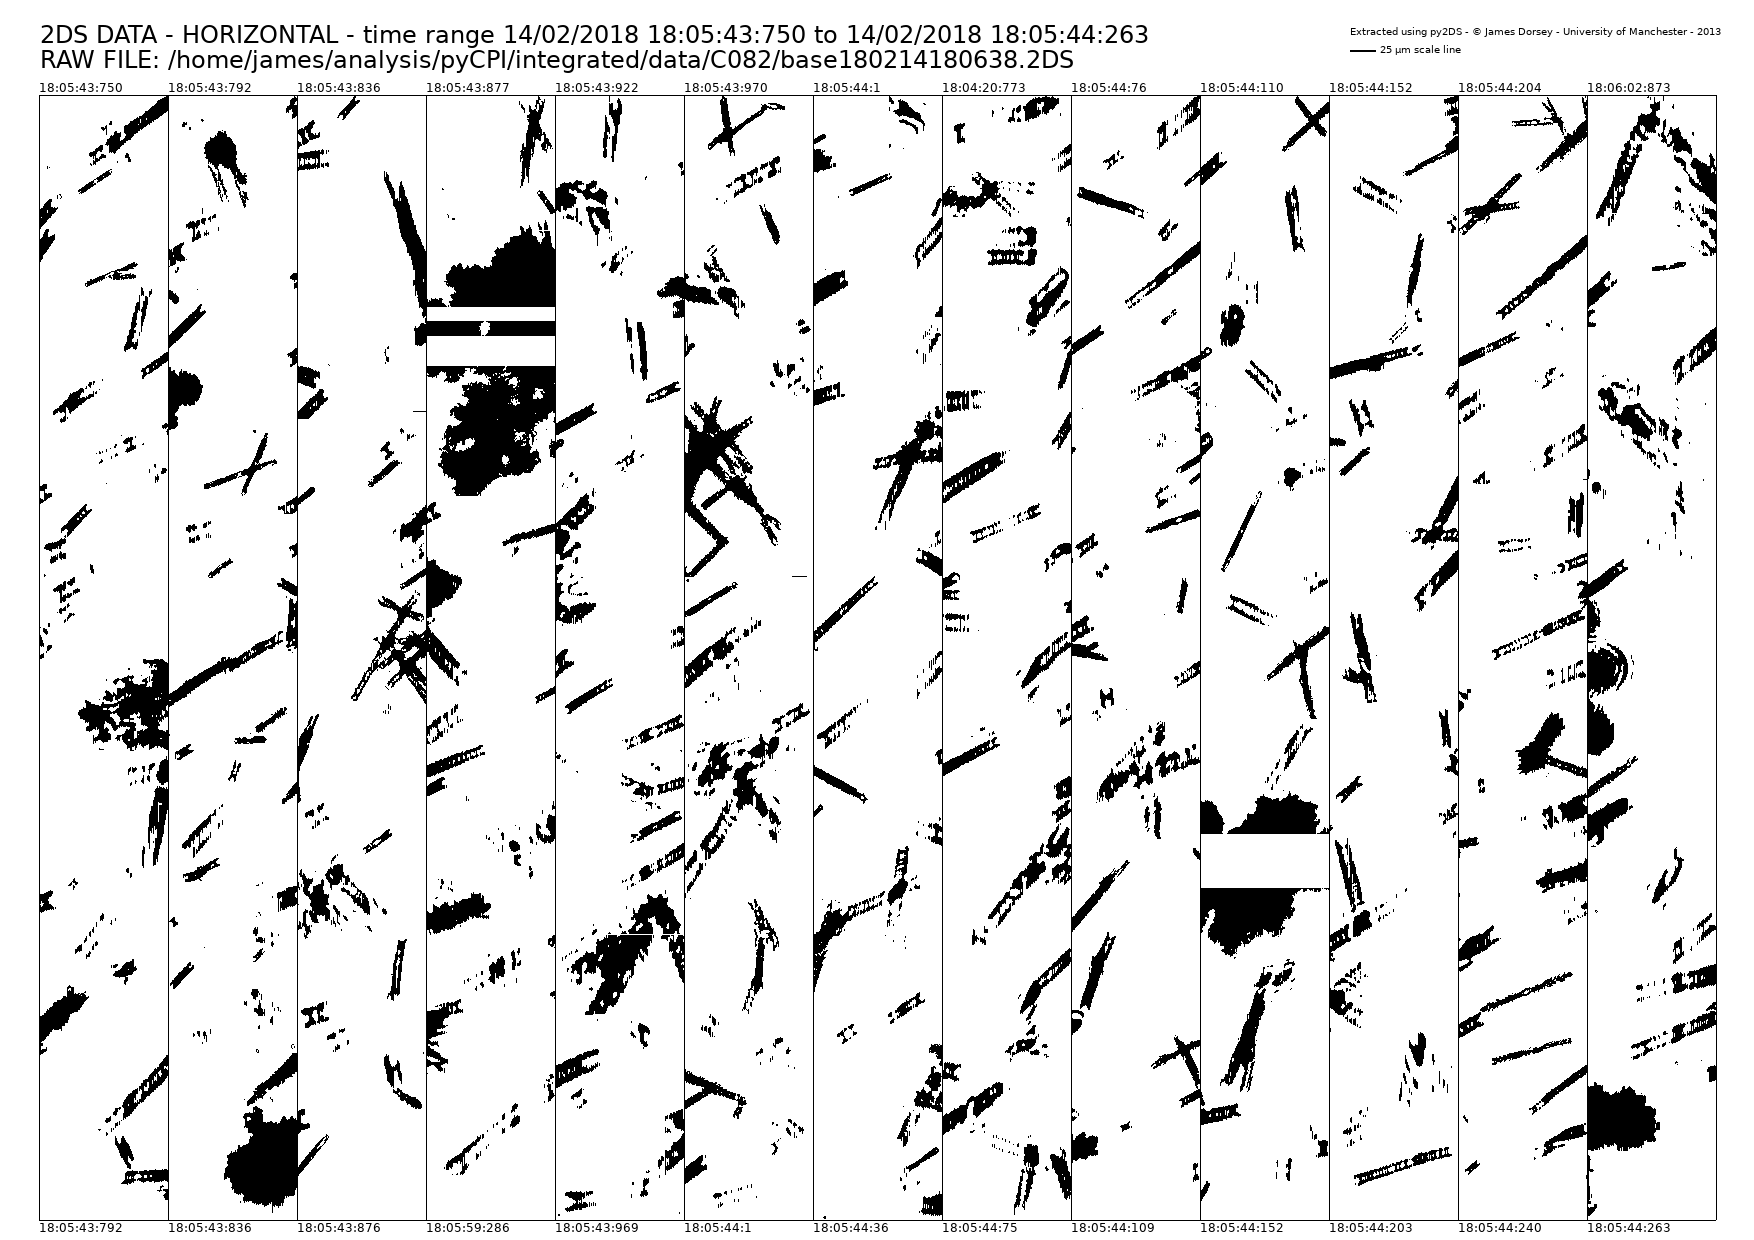 2DS DATA - HORIZONTAL - time range 14/02/2018 18:05:43:750 to 14/02/2018 18:05:44:263
RAW FILE: /home/james/analysis/pyCPI/integrated/data/C082/base180214180638.2DS
Extracted using py2DS - © James Dorsey - University of Manchester - 2013
25 µm scale line
18:05:43:750 18:05:43:792 18:05:43:836 18:05:43:877 18:05:43:922 18:05:43:970 18:05:44:1 18:04:20:773 18:05:44:76 18:05:44:110 18:05:44:152 18:05:44:204 18:06:02:873
18:05:43:792 18:05:43:836 18:05:43:876 18:05:59:286 18:05:43:969 18:05:44:1 18:05:44:36 18:05:44:75 18:05:44:109 18:05:44:152 18:05:44:203 18:05:44:240 18:05:44:263